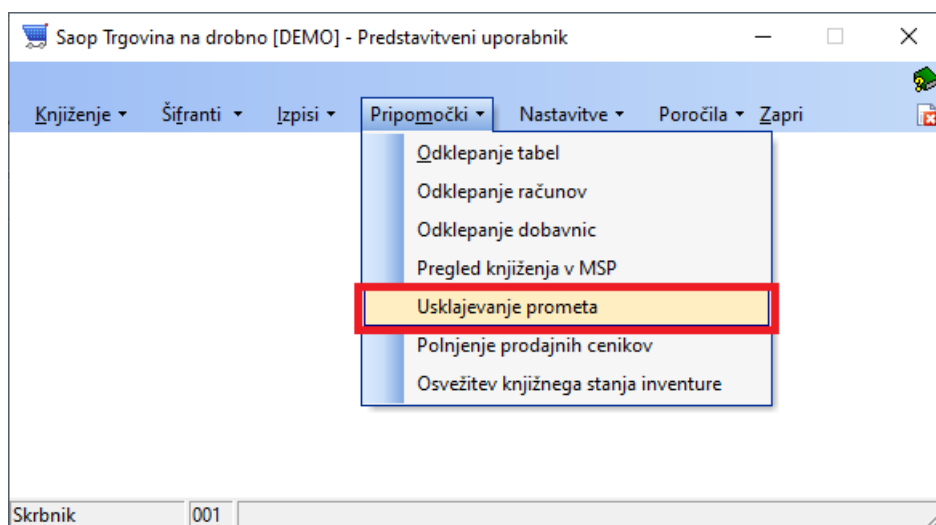 Saop Trgovina na drobno [DEMO] - Predstavitveni uporabnik
Knjiženje Šifranti Izpisi Pripomočki Nastavitve Poročila Zapri
Odklepanje tabel
Odklepanje računov
Odklepanje dobavnic
Pregled knjiženja v MSP
Usklajevanje prometa
Polnjenje prodajnih cenikov
Osvežitev knjižnega stanja inventure
Skrbnik 001